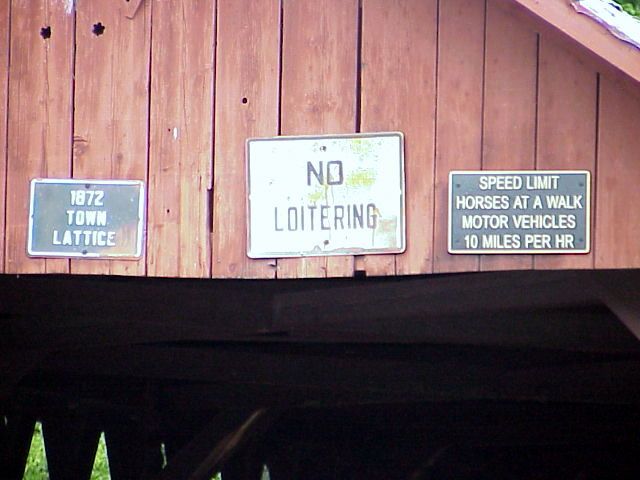 1872
TOWN
LATTICE
NO
LOITERING
SPEED LIMIT
HORSES AT A WALK
MOTOR VEHICLES
10 MILES PER HR